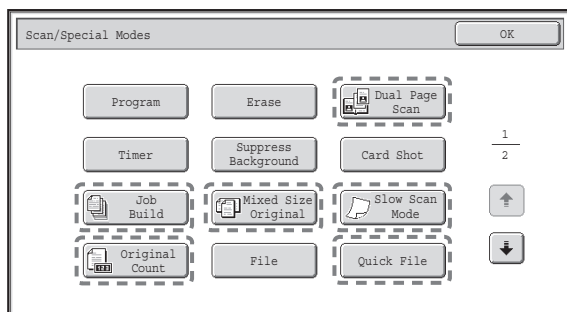 Scan/Special Modes
OK
Program
Erase
Dual Page
Scan
Timer
Suppress
Background
Card Shot
1
2
Job
Build
Mixed Size
Original
Slow Scan
Mode
Original
Count
File
Quick File